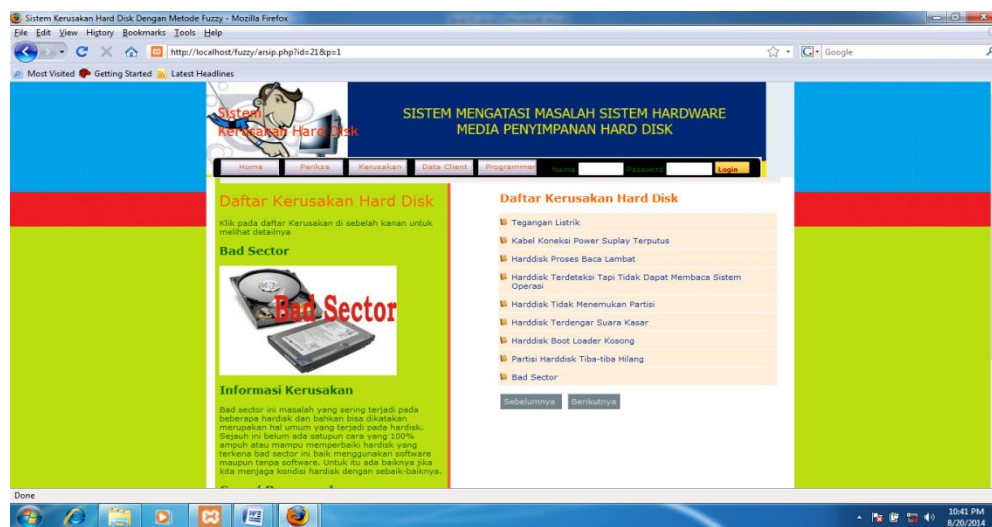 Sistem Kerusakan Hard Disk Dengan Metode Fuzzy - Mozilla Firefox
File Edit View History Bookmarks Tools Help
http://localhost/fuzzy/arsip.php?id=21&p=1
Google
Most Visited Getting Started Latest Headlines
Sistem
Kerusakan Hard Disk
SISTEM MENGATASI MASALAH SISTEM HARDWARE
MEDIA PENYIMPANAN HARD DISK
Home Periksa Kerusakan Data Client Programmer Nama Password Login
Daftar Kerusakan Hard Disk
Klik pada daftar Kerusakan di sebelah kanan untuk
melihat detailnya
Bad Sector
Bad Sector
Informasi Kerusakan
Bad sector ini masalah yang sering terjadi pada
beberapa hardisk dan bahkan bisa dikatakan
merupakan hal umum yang terjadi pada hardisk.
Sejauh ini belum ada satupun cara yang 100%
ampuh atau mampu memperbaiki hardisk yang
terkena bad sector ini baik menggunakan software
maupun tanpa software. Untuk itu ada baiknya jika
kita menjaga kondisi hardisk dengan sebaik-baiknya.
Daftar Kerusakan Hard Disk
Tegangan Listrik
Kabel Koneksi Power Suplay Terputus
Harddisk Proses Baca Lambat
Harddisk Terdeteksi Tapi Tidak Dapat Membaca Sistem
Operasi
Harddisk Tidak Menemukan Partisi
Harddisk Terdengar Suara Kasar
Harddisk Boot Loader Kosong
Partisi Harddisk Tiba-tiba Hilang
Bad Sector
Sebelumnya Berikutnya
Done
10:41 PM
8/20/2014